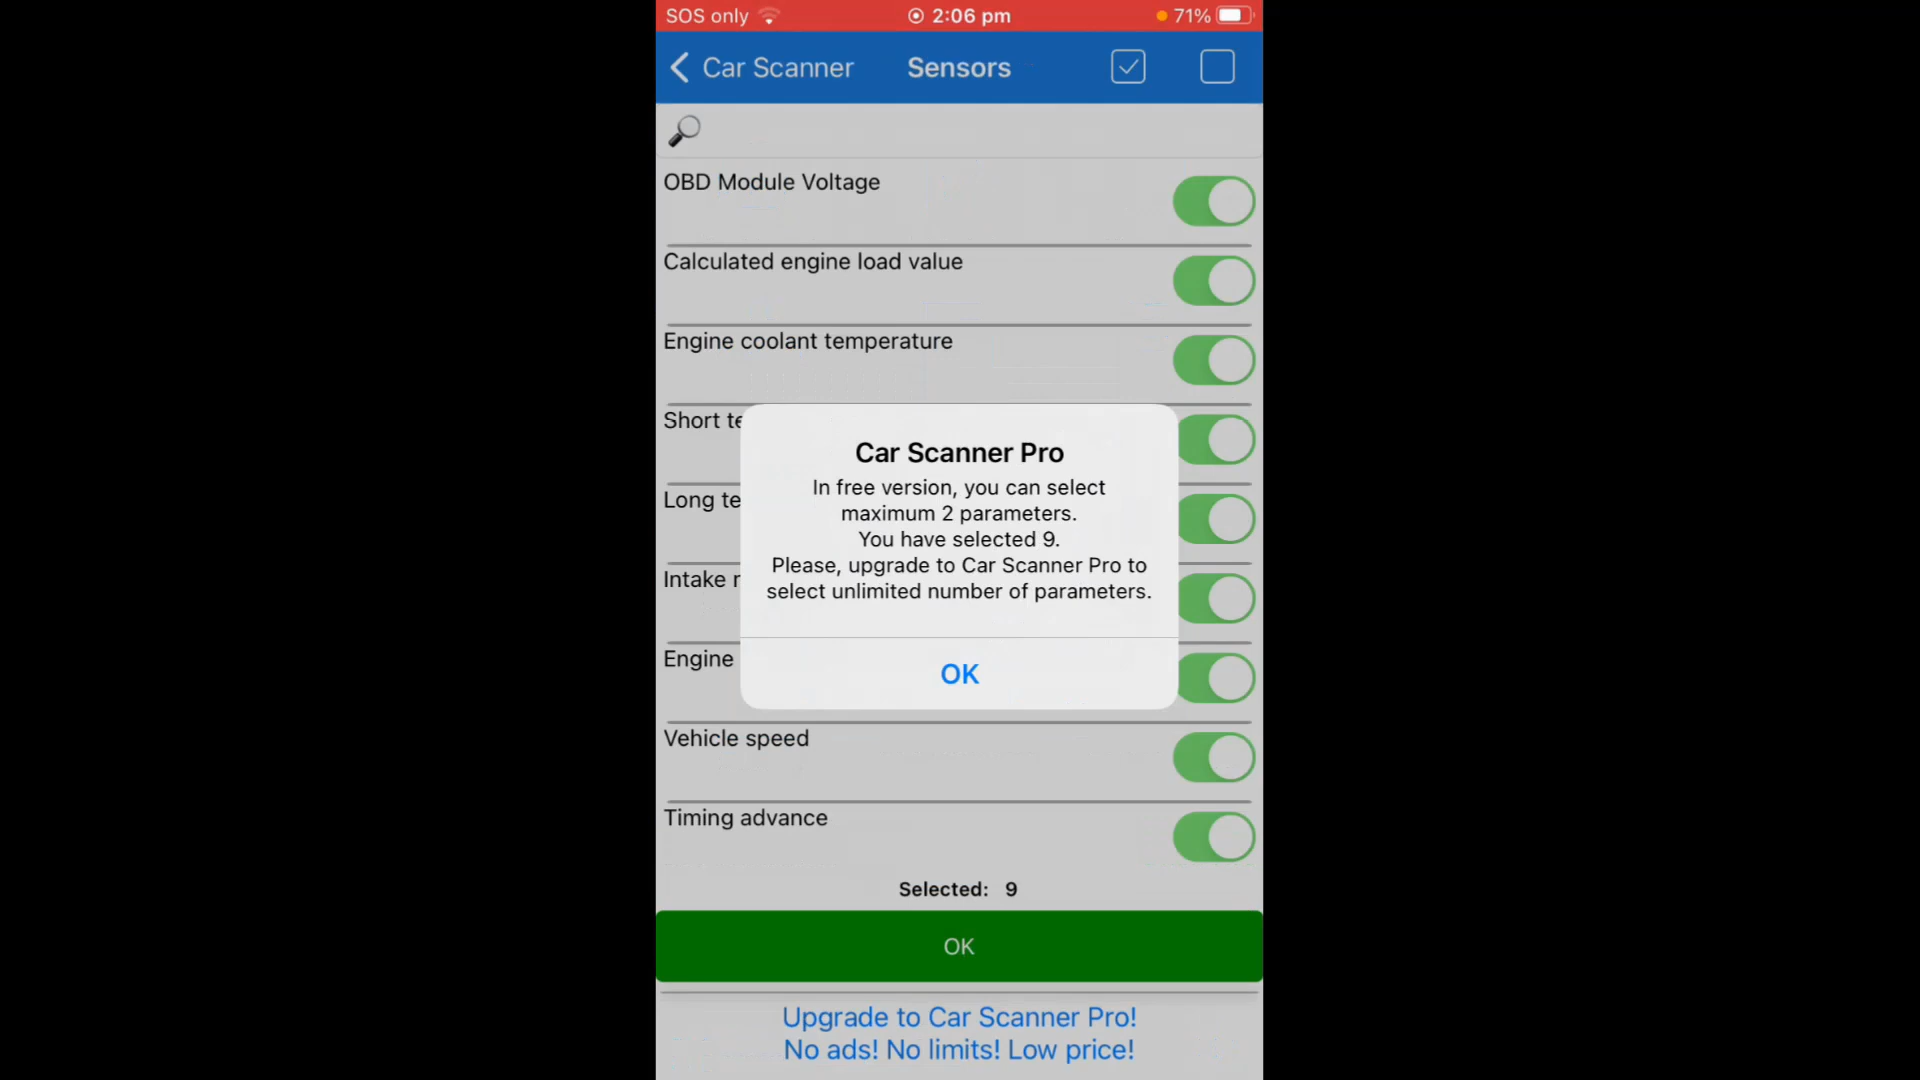 SOS only
2:06 pm
71%
Car Scanner
Sensors
OBD Module Voltage
Calculated engine load value
Engine coolant temperature
Short te
Long te
Intake
Engine
Vehicle speed
Timing advance
Car Scanner Pro
In free version, you can select
maximum 2 parameters.
You have selected 9.
Please, upgrade to Car Scanner Pro to
select unlimited number of parameters.
OK
Selected: 9
OK
Upgrade to Car Scanner Pro!
No ads! No limits! Low price!